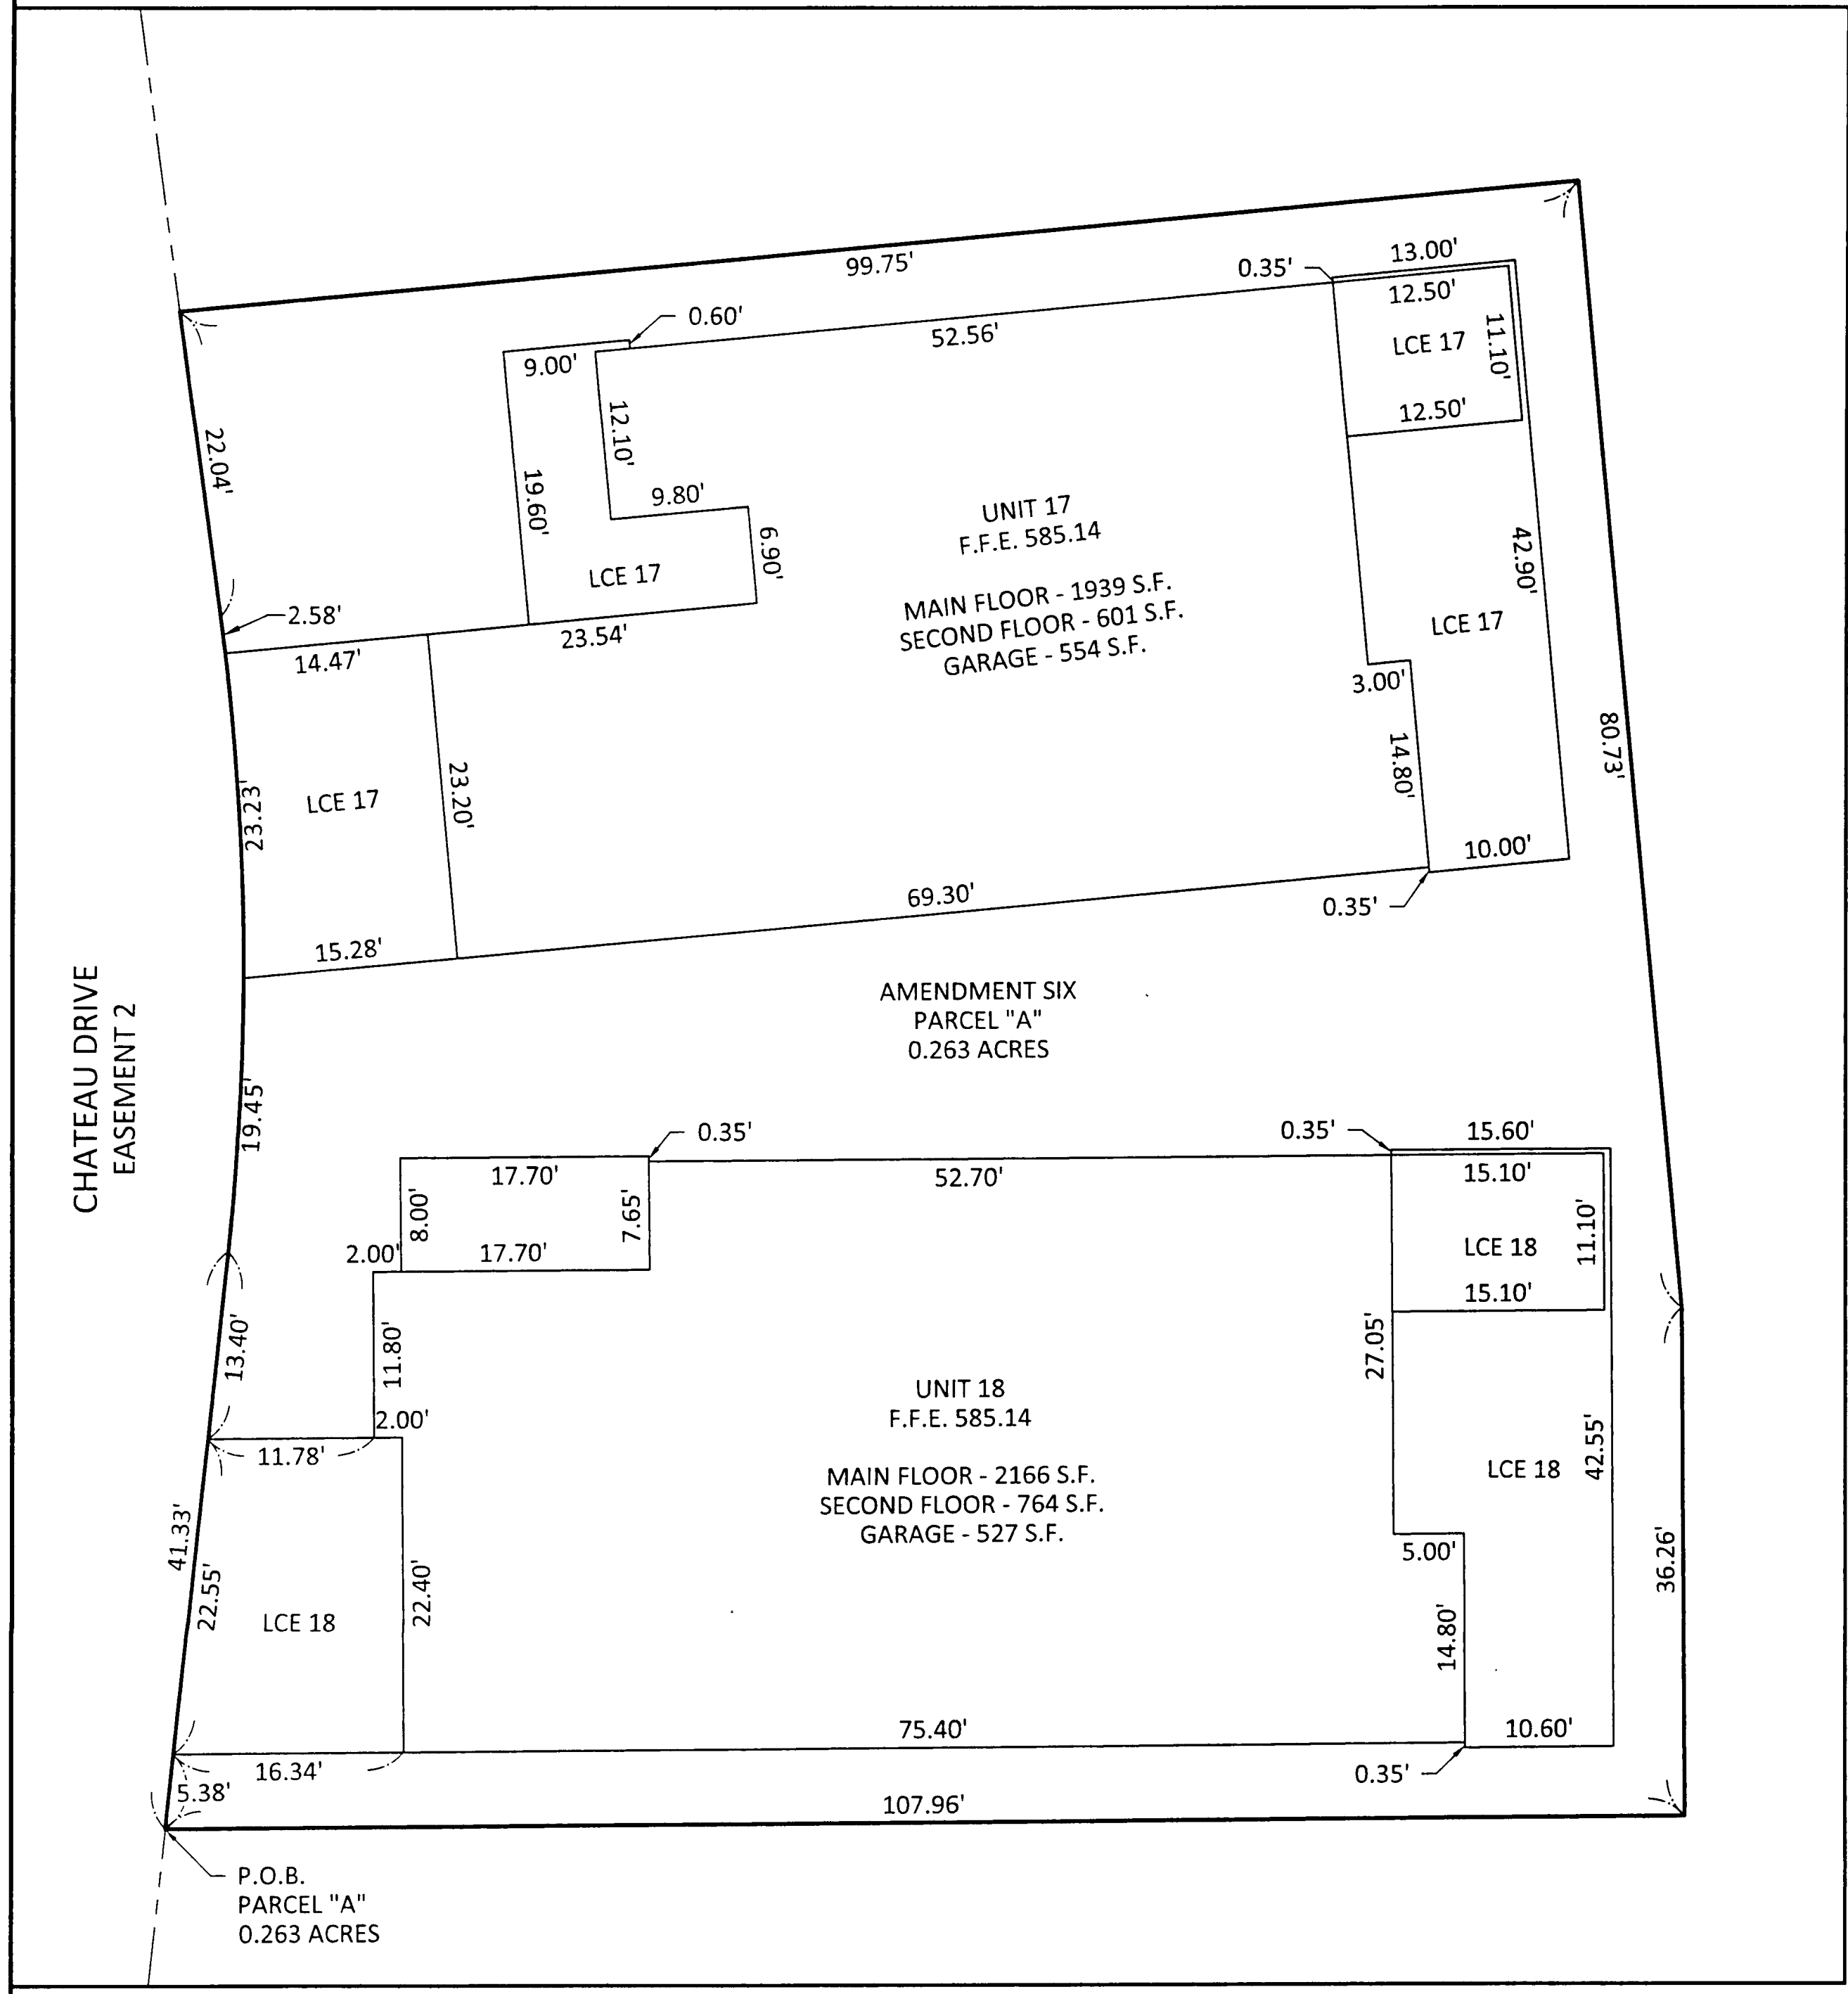 99.75'
13.00'
0.35'
12.50'
LCE 17
11.10'
12.50'
0.60'
52.56'
9.00'
12.10'
22.04'
19.60'
9.80'
6.90'
LCE 17
UNIT 17
F.F.E. 585.14
MAIN FLOOR - 1939 S.F.
SECOND FLOOR - 601 S.F.
GARAGE - 554 S.F.
42.90'
LCE 17
2.58'
14.47'
23.54'
3.00'
80.73'
14.80'
23.23'
LCE 17
23.20'
10.00'
0.35'
69.30'
15.28'
CHATEAU DRIVE
EASEMENT 2
AMENDMENT SIX
PARCEL "A"
0.263 ACRES
19.45'
0.35'
0.35'
15.60'
17.70'
52.70'
15.10'
8.00'
7.65'
11.10'
2.00'
17.70'
LCE 18
15.10'
13.40'
11.80'
27.05'
UNIT 18
F.F.E. 585.14
2.00'
11.78'
MAIN FLOOR - 2166 S.F.
SECOND FLOOR - 764 S.F.
GARAGE - 527 S.F.
LCE 18
42.55'
41.33'
22.55'
LCE 18
22.40'
5.00'
36.26'
14.80'
75.40'
10.60'
16.34'
0.35'
5.38'
107.96'
P.O.B.
PARCEL "A"
0.263 ACRES